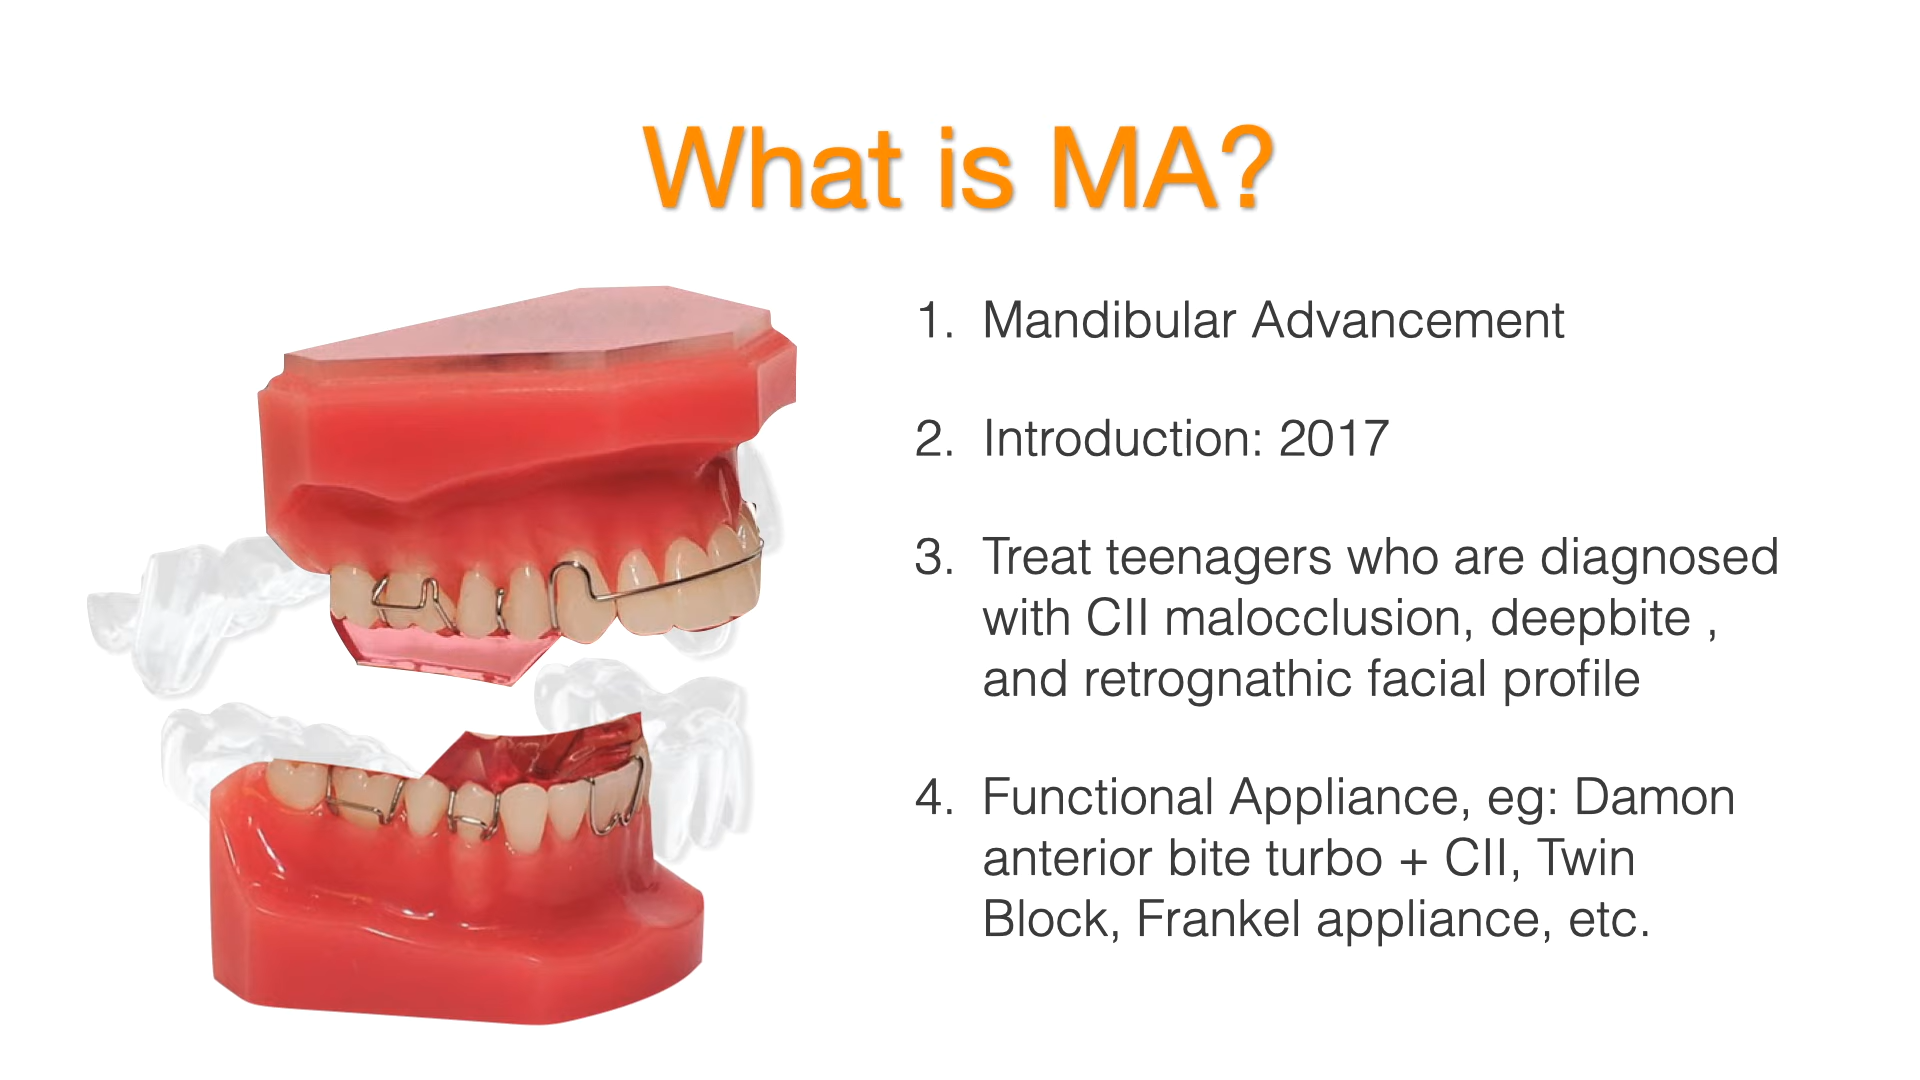 What is MA?
1. Mandibular Advancement
2. Introduction: 2017
3. Treat teenagers who are diagnosed
with CII malocclusion, deepbite ,
and retrognathic facial profile
4. Functional Appliance, eg: Damon
anterior bite turbo + CII, Twin
Block, Frankel appliance, etc.